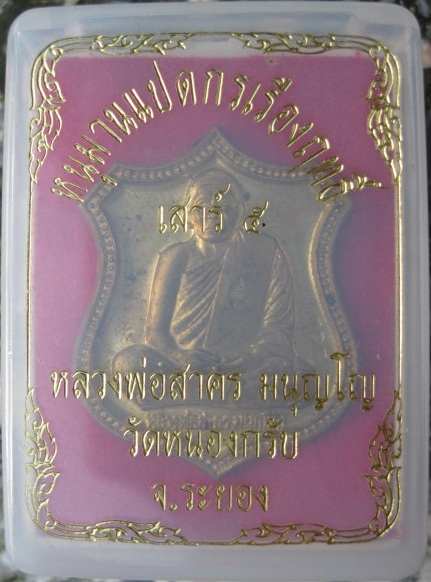 หนุมานแปดกรเรืองฤทธิ์
เสาร์ ๕
หลวงพ่อสาคร มนุญโญ
วัดหนองกรับ
จ.ระยอง